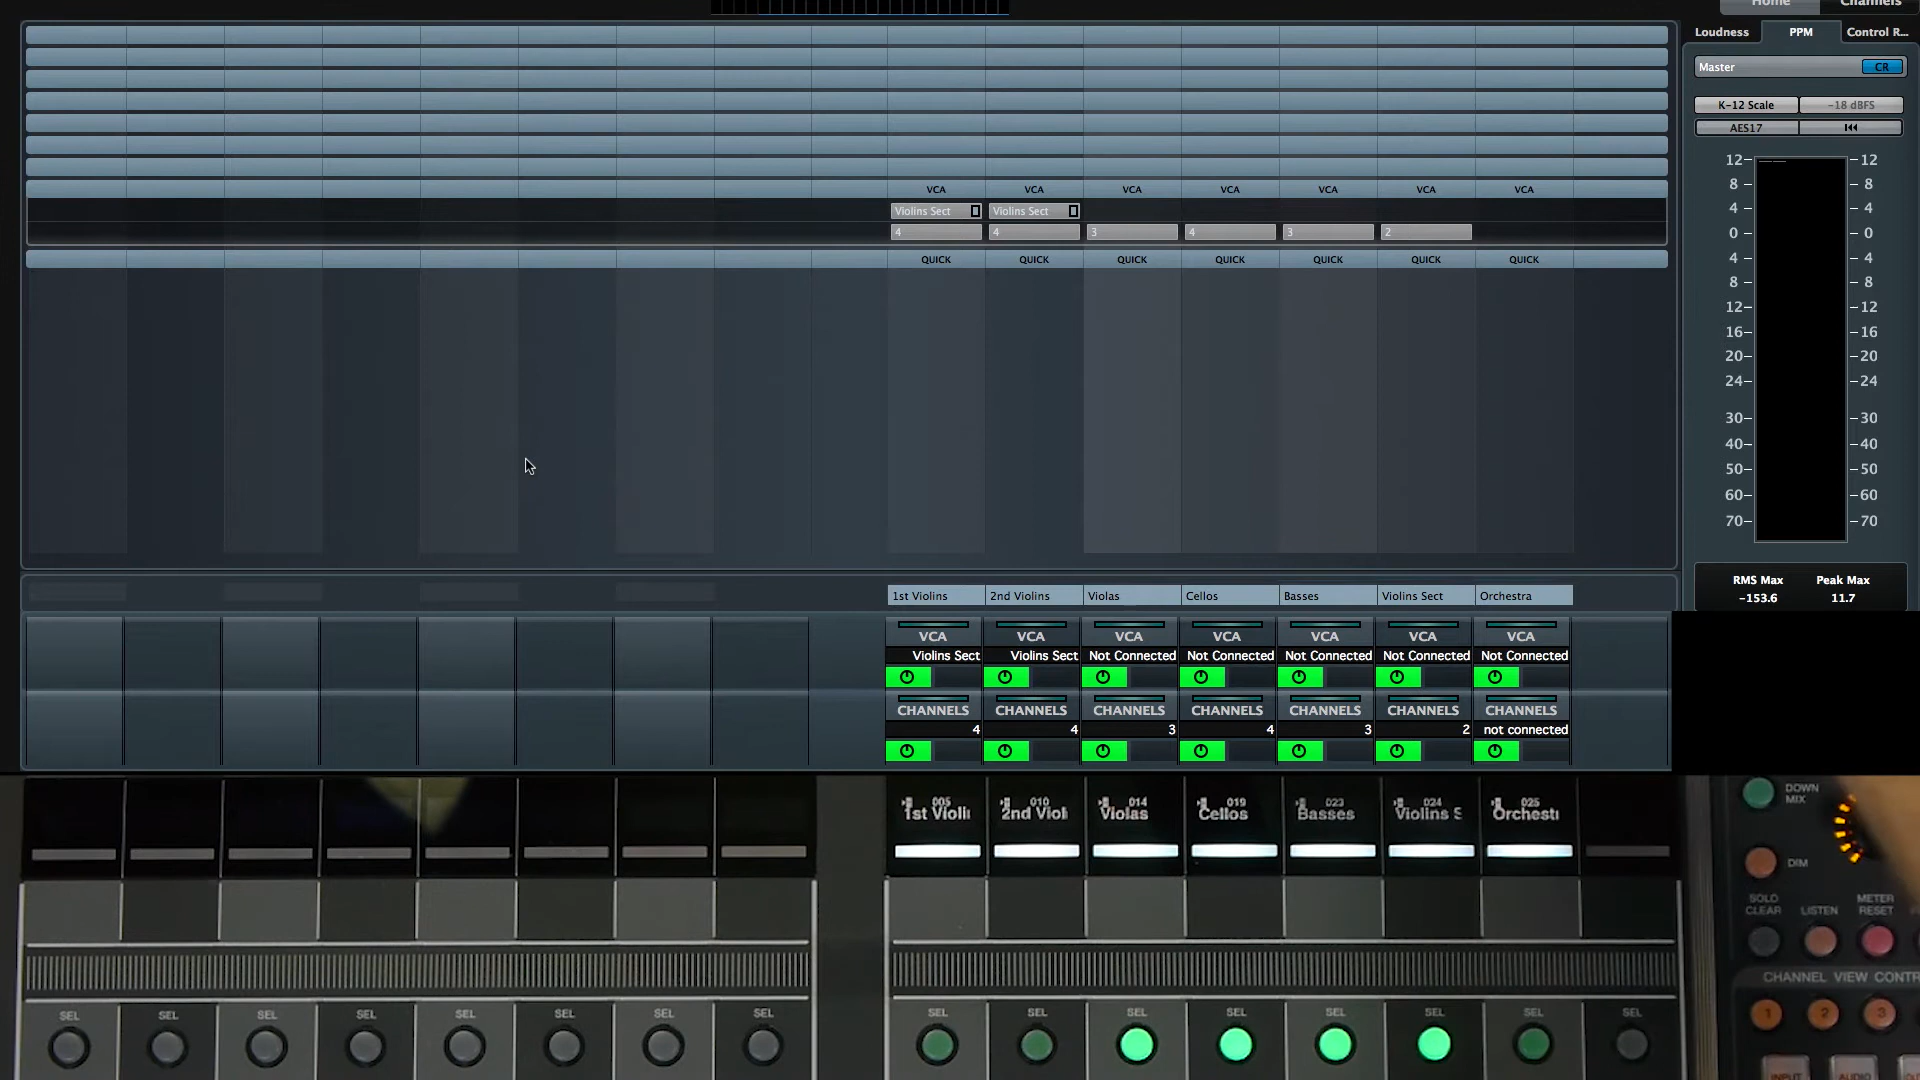 Home Channels
Loudness PPM Control R...
Master CR
K-12 Scale -18 dBFS
AES17
12 12
8 8
4 4
0 0
4 4
8 8
12 12
16 16
20 20
24 24
30 30
40 40
50 50
60 60
70 70
RMS Max Peak Max
-153.6 11.7
VCA VCA VCA VCA VCA VCA VCA
Violins Sect Violins Sect
4 4 3 4 3 2
QUICK QUICK QUICK QUICK QUICK QUICK QUICK
1st Violins 2nd Violins Violas Cellos Basses Violins Sect Orchestra
VCA VCA VCA VCA VCA VCA VCA
Violins Sect Violins Sect Not Connected Not Connected Not Connected Not Connected Not Connected
CHANNELS CHANNELS CHANNELS CHANNELS CHANNELS CHANNELS CHANNELS
4 4 3 4 3 2 not connected
005 010 014 019 023 024 025
1st Violi 2nd Viol Violas Cellos Basses Violins S Orchest
DOWN MIX
DIM
SOLO CLEAR LISTEN METER RESET
CHANNEL VIEW CONTR
1 2 3
SEL SEL SEL SEL SEL SEL SEL SEL SEL SEL SEL SEL SEL SEL SEL SEL
INPUT AUDIO